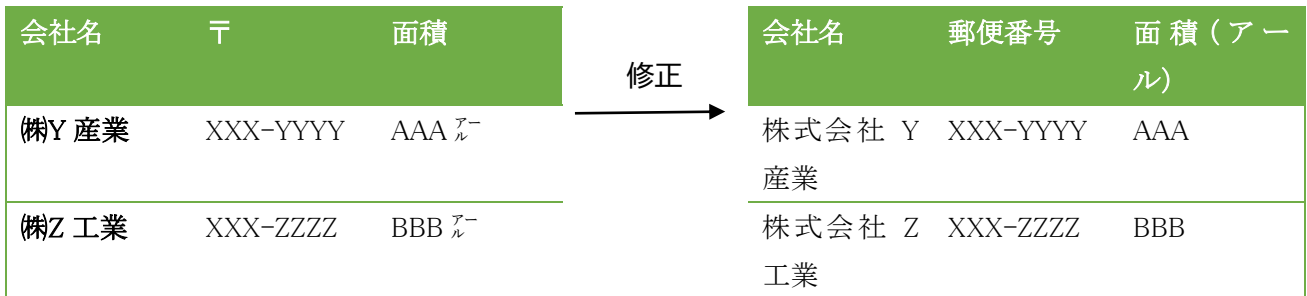 会社名 〒 面積
㈱Y 産業 XXX-YYYY AAA ㌃
㈱Z 工業 XXX-ZZZZ BBB ㌃
修正
会社名 郵便番号 面積(アー
ル)
株式会社 Y XXX-YYYY AAA
産業
株式会社 Z XXX-ZZZZ BBB
工業